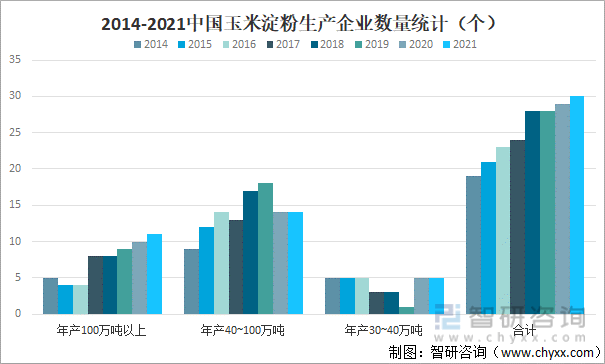 2014-2021中国玉米淀粉生产企业数量统计（个）
2014 2015 2016 2017 2018 2019 2020 2021
35
30
25
20
15
10
5
0
年产100万吨以上 年产40~100万吨 年产30~40万吨 合计
智研咨询
www.chyxx.com
制图：智研咨询（www.chyxx.com）